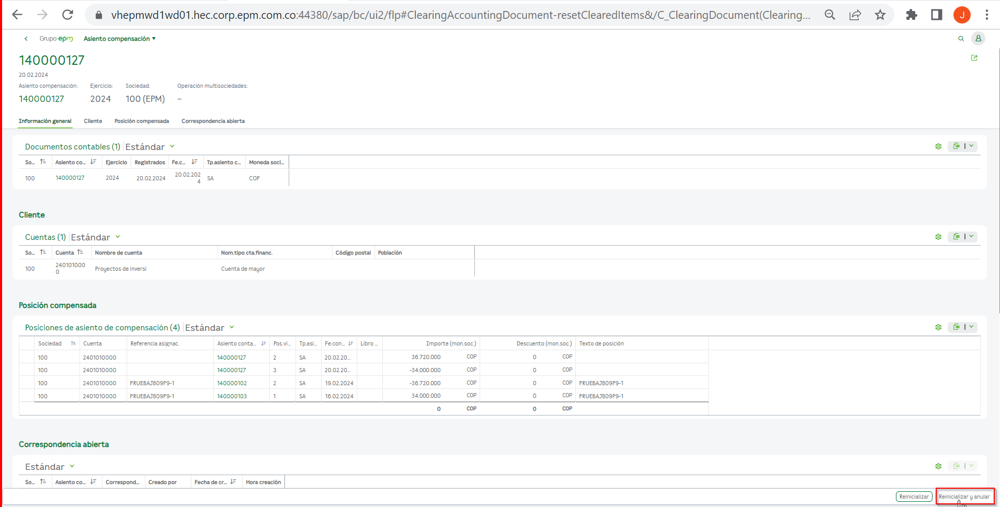 vhepmwd1wd01.hec.corp.epm.com.co:44380/sap/bc/ui2/flp#ClearingAccountingDocument-resetClearedItems&/C_ClearingDocument(Clearing...
J
Grupo·epm Asiento compensación
140000127
20.02.2024
Asiento compensación: Ejercicio: Sociedad: Operación multisociedades:
140000127 2024 100 (EPM) –
Información general Cliente Posición compensada Correspondencia abierta
Documentos contables (1) Estándar
So... Asiento co... Ejercicio Registrados Fe.c... Tp.asiento c... Moneda soci...
100 140000127 2024 20.02.2024 20.02.202 SA COP
4
Cliente
Cuentas (1) Estándar
So... Cuenta Nombre de cuenta Nom.tipo cta.financ. Código postal Población
100 240101000 Proyectos de inversi Cuenta de mayor
0
Posición compensada
Posiciones de asiento de compensación (4) Estándar
Sociedad Cuenta Referencia asignac. Asiento conta... Pos.vi... Tp.asi... Fe.con... Libro ... Importe (mon.soc.) Descuento (mon.soc.) Texto de posición
100 2401010000 140000127 2 SA 20.02.20... 36.720.000 COP 0 COP
100 2401010000 140000127 3 SA 20.02.20... -34.000.000 COP 0 COP
100 2401010000 PRUEBAJ809P9-1 140000102 2 SA 19.02.2024 -36.720.000 COP 0 COP PRUEBAJ809P9-1
100 2401010000 PRUEBAJ809P9-1 140000103 1 SA 16.02.2024 34.000.000 COP 0 COP PRUEBAJ809P9-1
0 COP 0 COP
Correspondencia abierta
Estándar
So... Asiento co... Correspond... Creado por Fecha de cr... Hora creación
Reinicializar Reinicializar y anular